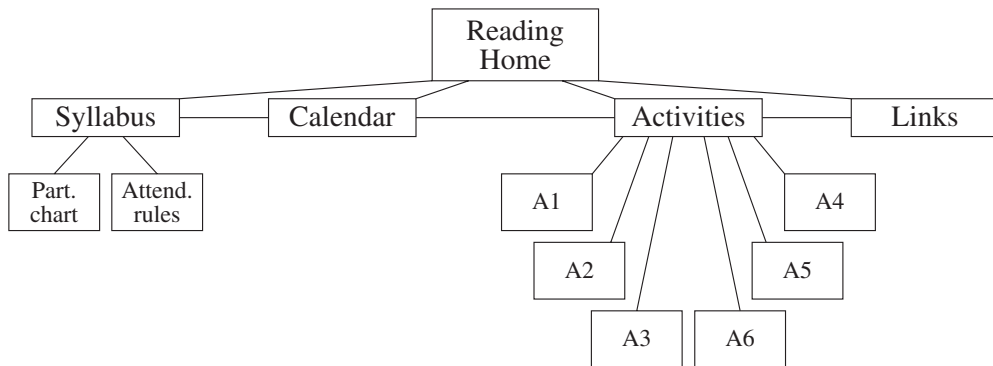 Reading
Home
Syllabus
Calendar
Activities
Links
Part.
chart
Attend.
rules
A1
A4
A2
A5
A3
A6